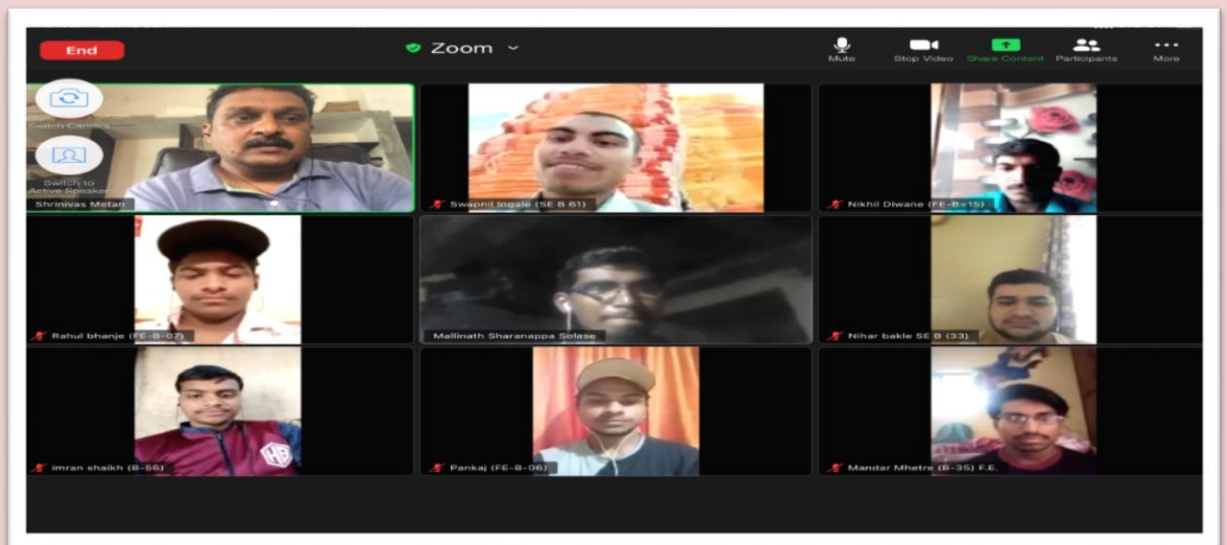 End
Zoom
Mute
Stop Video
Share Content
Participants
More
Switch Camera
Switch to
Active Speaker
Shrinivas Metan
Swapnil Ingale (SE B 61)
Nikhil Diwane (FE-B-15)
Rahul bhanje (FE-B-07)
Mallinath Sharanappa Solase
Nihar bakle SE B (33)
imran shaikh (B-56)
HB
Pankaj (FE-B-06)
Mandar Mhetre (B-35) F.E.